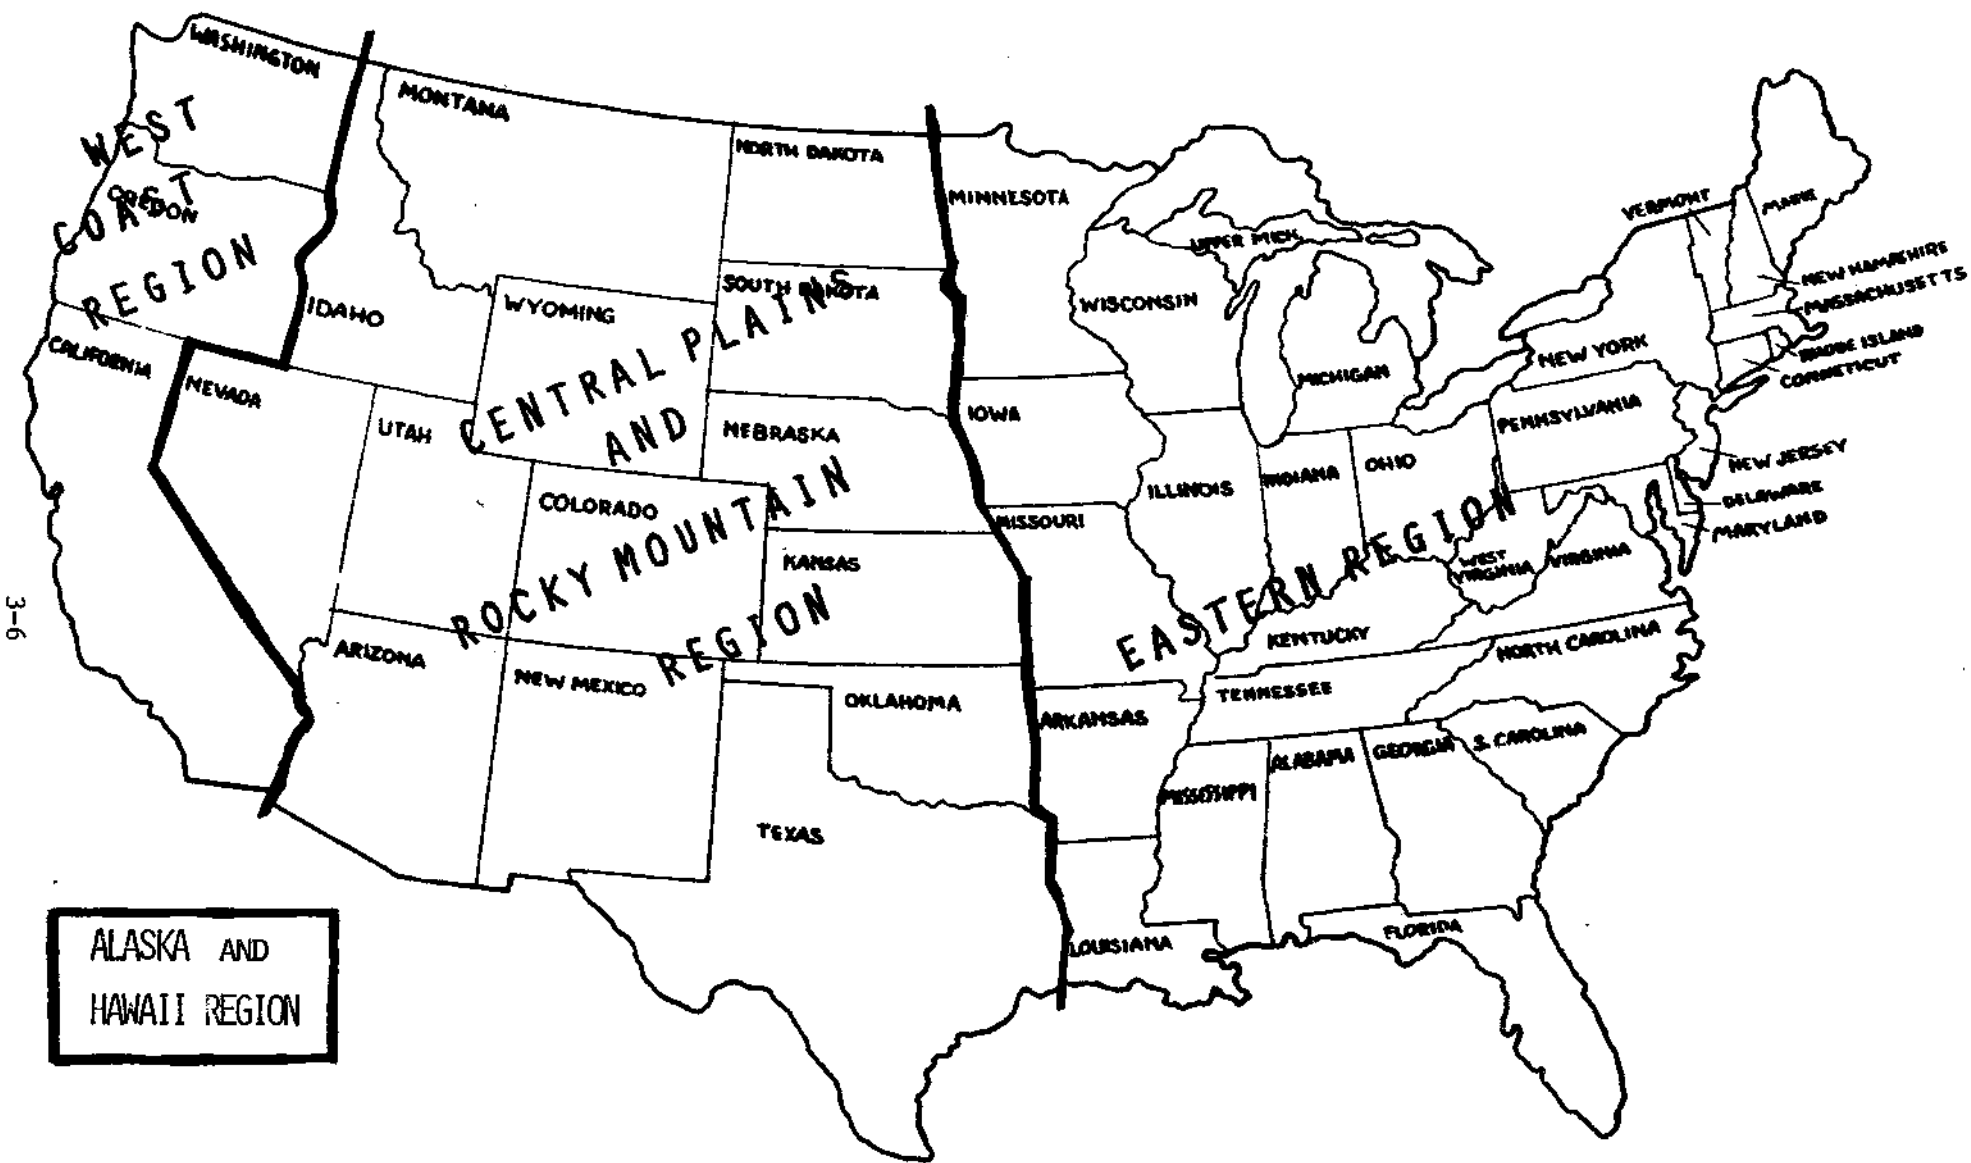 WASHINGTON
MONTANA
NORTH DAKOTA
MINNESOTA
WEST
COAST
REGION
OREGON
IDAHO
WYOMING
SOUTH DAKOTA
WISCONSIN
UPPER MICH.
MICHIGAN
VERMONT
MAINE
NEW HAMPSHIRE
MASSACHUSETTS
RHODE ISLAND
CONNETICUT
NEW YORK
CALIFORNIA
NEVADA
UTAH
CENTRAL PLAINS
AND
ROCKY MOUNTAIN
REGION
NEBRASKA
IOWA
COLORADO
KANSAS
MISSOURI
ILLINOIS
INDIANA
OHIO
PENNSYLVANIA
NEW JERSEY
DELAWARE
MARYLAND
EASTERN REGION
WEST
VIRGINIA
VIRGINIA
KENTUCKY
NORTH CAROLINA
TENNESSEE
ARIZONA
NEW MEXICO
OKLAHOMA
ARKANSAS
MISSISSIPPI
ALABAMA
GEORGIA
S. CAROLINA
TEXAS
LOUISIANA
FLORIDA
ALASKA AND
HAWAII REGION
3-6